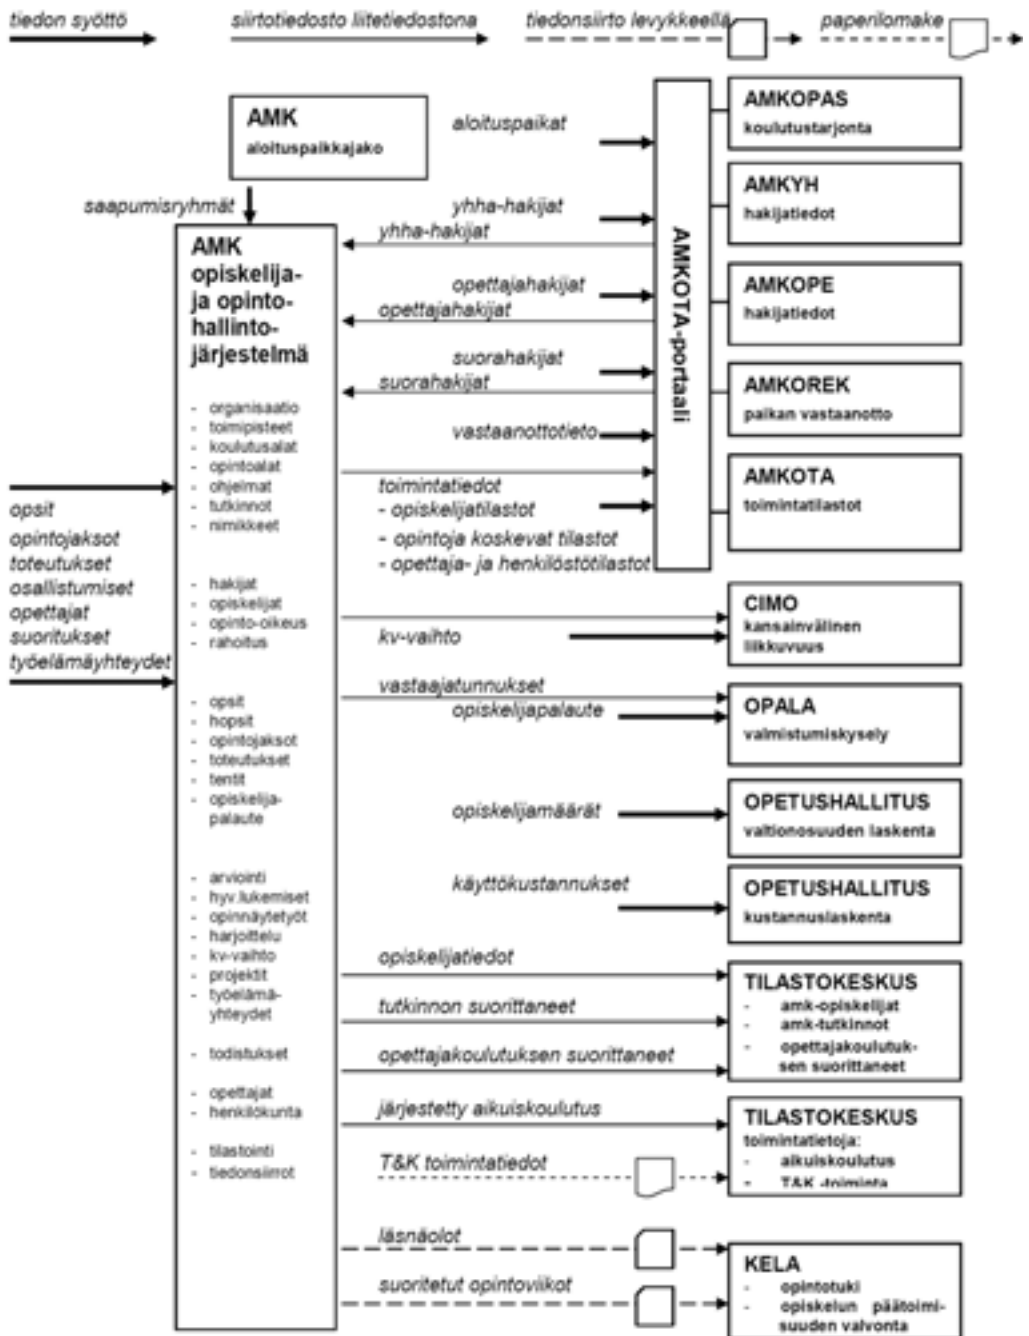 tiedon syöttö
siirtotiedosto liitetiedostona
tiedonsiirto levykkeellä
paperilomake
AMK
aloituspaikkajako
saapumisryhmät
AMK
opiskelija-
ja opinto-
hallinto-
järjestelmä
- organisaatio
- toimipisteet
- koulutusalat
- opintoalat
- ohjelmat
- tutkinnot
- nimikkeet
- hakijat
- opiskelijat
- opinto-oikeus
- rahoitus
- opsit
- hopsit
- opintojaksot
- toteutukset
- tentit
- opiskelija-
palaute
- arviointi
- hyv.lukemiset
- opinnäytetyöt
- harjoittelu
- kv-vaihto
- projektit
- työelämä-
yhteydet
- todistukset
- opettajat
- henkilökunta
- tilastointi
- tiedonsiirrot
opsit
opintojaksot
toteutukset
osallistumiset
opettajat
suoritukset
työelämäyhteydet
aloituspaikat
yhha-hakijat
yhha-hakijat
opettajahakijat
opettajahakijat
suorahakijat
suorahakijat
vastaanottotieto
toimintatiedot
- opiskelijatilastot
- opintoja koskevat tilastot
- opettaja- ja henkilöstötilastot
kv-vaihto
vastaajatunnukset
opiskelijapalaute
opiskelijamäärät
käyttökustannukset
opiskelijatiedot
tutkinnon suorittaneet
opettajakoulutuksen suorittaneet
järjestetty aikuiskoulutus
T&K toimintatiedot
läsnäolot
suoritetut opintoviikot
AMKOTA-portaali
AMKOPAS
koulutustarjonta
AMKYH
hakijatiedot
AMKOPE
hakijatiedot
AMKOREK
paikan vastaanotto
AMKOTA
toimintatilastot
CIMO
kansainvälinen
liikkuvuus
OPALA
valmistumiskysely
OPETUSHALLITUS
valtionosuuden laskenta
OPETUSHALLITUS
kustannuslaskenta
TILASTOKESKUS
- amk-opiskelijat
- amk-tutkinnot
- opettajakoulutuk-
sen suorittaneet
TILASTOKESKUS
toimintatietoja:
- aikuiskoulutus
- T&K -toiminta
KELA
- opintotuki
- opiskelun päätoimi-
suuden valvonta